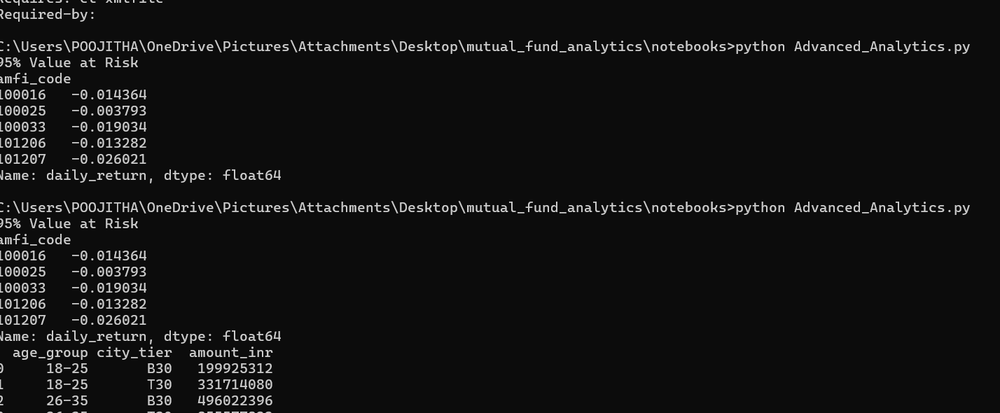 Required-by:
C:\Users\POOJITHA\OneDrive\Pictures\Attachments\Desktop\mutual_fund_analytics\notebooks>python Advanced_Analytics.py
95% Value at Risk
amfi_code
100016   -0.014364
100025   -0.003793
100033   -0.019034
101206   -0.013282
101207   -0.026021
Name: daily_return, dtype: float64
C:\Users\POOJITHA\OneDrive\Pictures\Attachments\Desktop\mutual_fund_analytics\notebooks>python Advanced_Analytics.py
95% Value at Risk
amfi_code
100016   -0.014364
100025   -0.003793
100033   -0.019034
101206   -0.013282
101207   -0.026021
Name: daily_return, dtype: float64
  age_group city_tier  amount_inr
0     18-25       B30   199925312
1     18-25       T30   331714080
2     26-35       B30   496022396